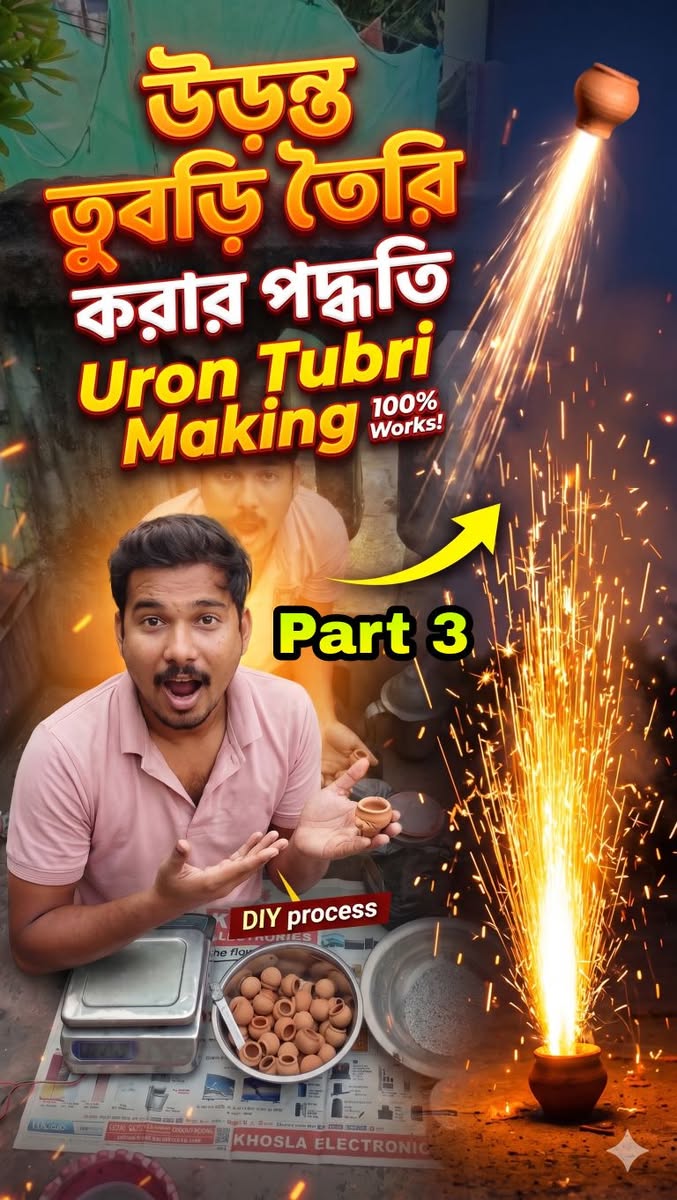 উড়ন্ত
তুবড়ি তৈরি
করার পদ্ধতি
Uron Tubri
Making 100%
Works!
Part 3
DIY process
KHOSLA ELECTRONIC